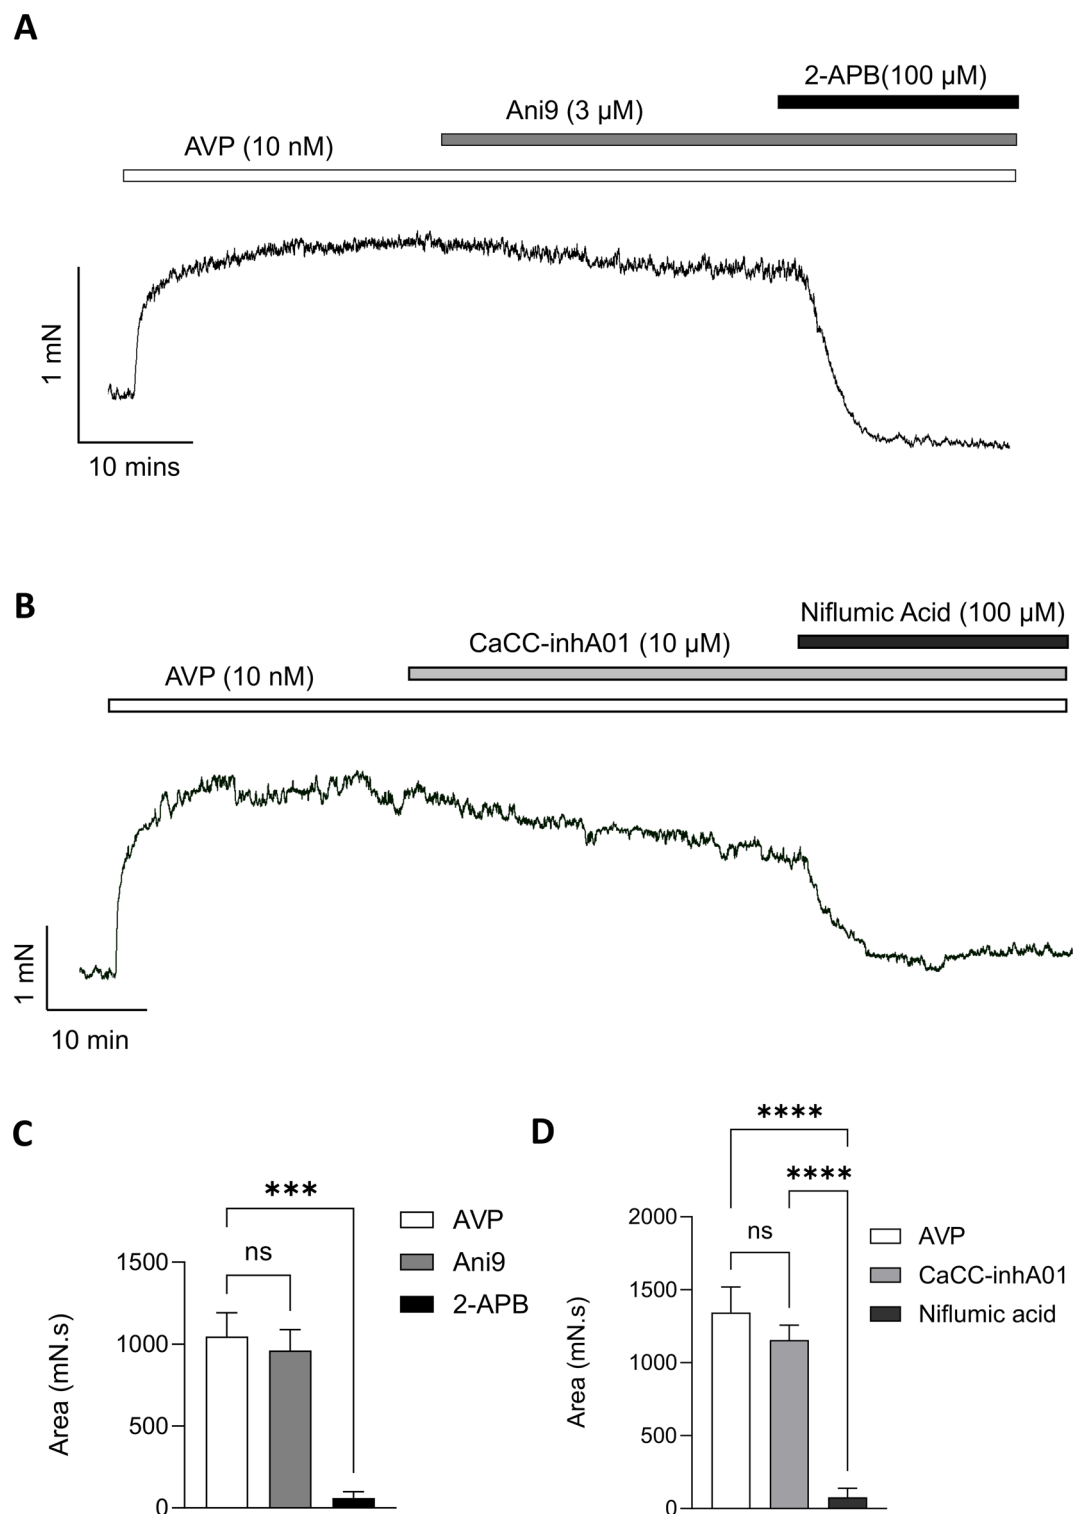 A
2-APB(100 µM)
Ani9 (3 µM)
AVP (10 nM)
1 mN
10 mins
B
Niflumic Acid (100 µM)
CaCC-inhA01 (10 µM)
AVP (10 nM)
1 mN
10 min
C
***
ns
AVP
Ani9
2-APB
1500
1000
500
0
Area (mN.s)
D
****
****
ns
AVP
CaCC-inhA01
Niflumic acid
2000
1500
1000
500
0
Area (mN.s)